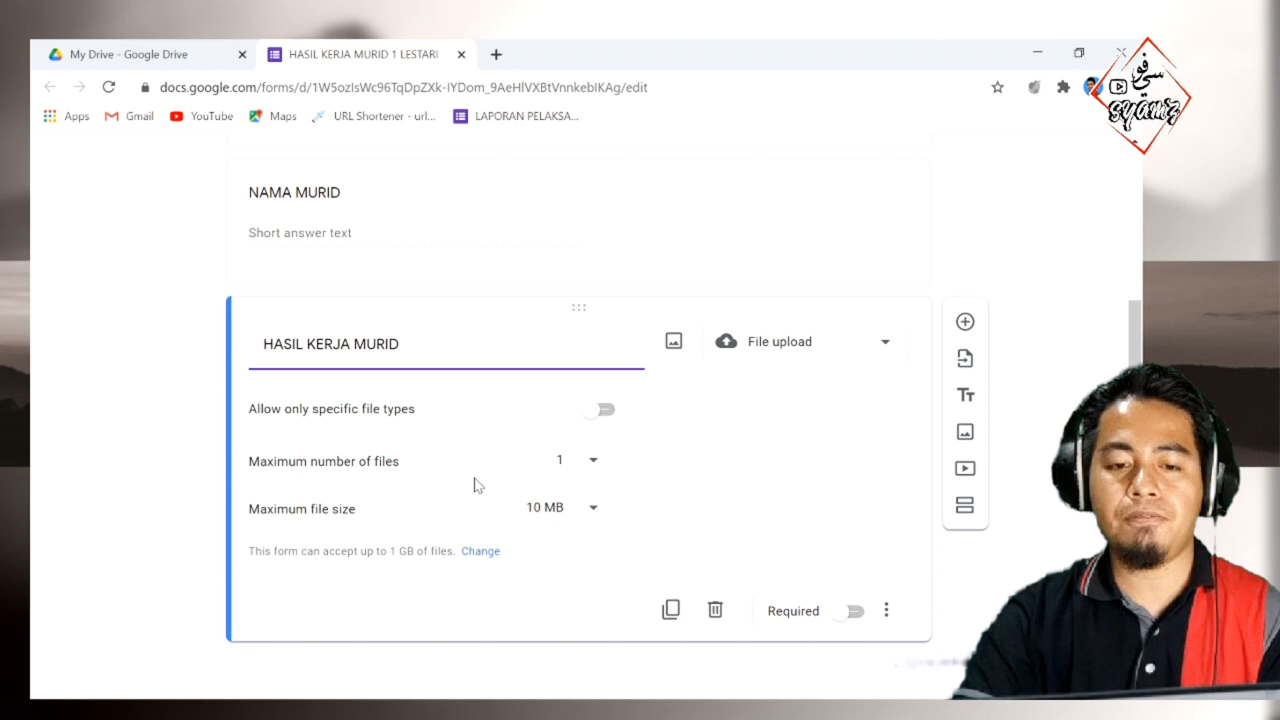 My Drive - Google Drive
HASIL KERJA MURID 1 LESTARI
docs.google.com/forms/d/1W5ozIsWc96TqDpZXk-IYDom_9AeHlVXBtVnnkebIKAg/edit
Apps
Gmail
YouTube
Maps
URL Shortener - url...
LAPORAN PELAKSA...
سيفو
syamz
NAMA MURID
Short answer text
HASIL KERJA MURID
File upload
Allow only specific file types
Maximum number of files
1
Maximum file size
10 MB
This form can accept up to 1 GB of files. Change
Tт
Required